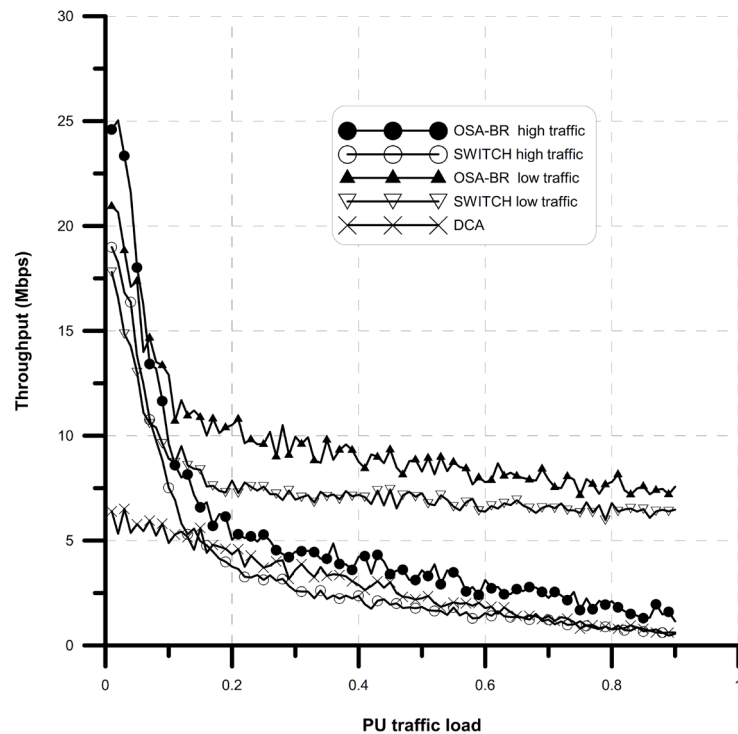 30
25
20
15
10
5
0
Throughput (Mbps)
OSA-BR high traffic
SWITCH high traffic
OSA-BR low traffic
SWITCH low traffic
DCA
0 0.2 0.4 0.6 0.8 1
PU traffic load